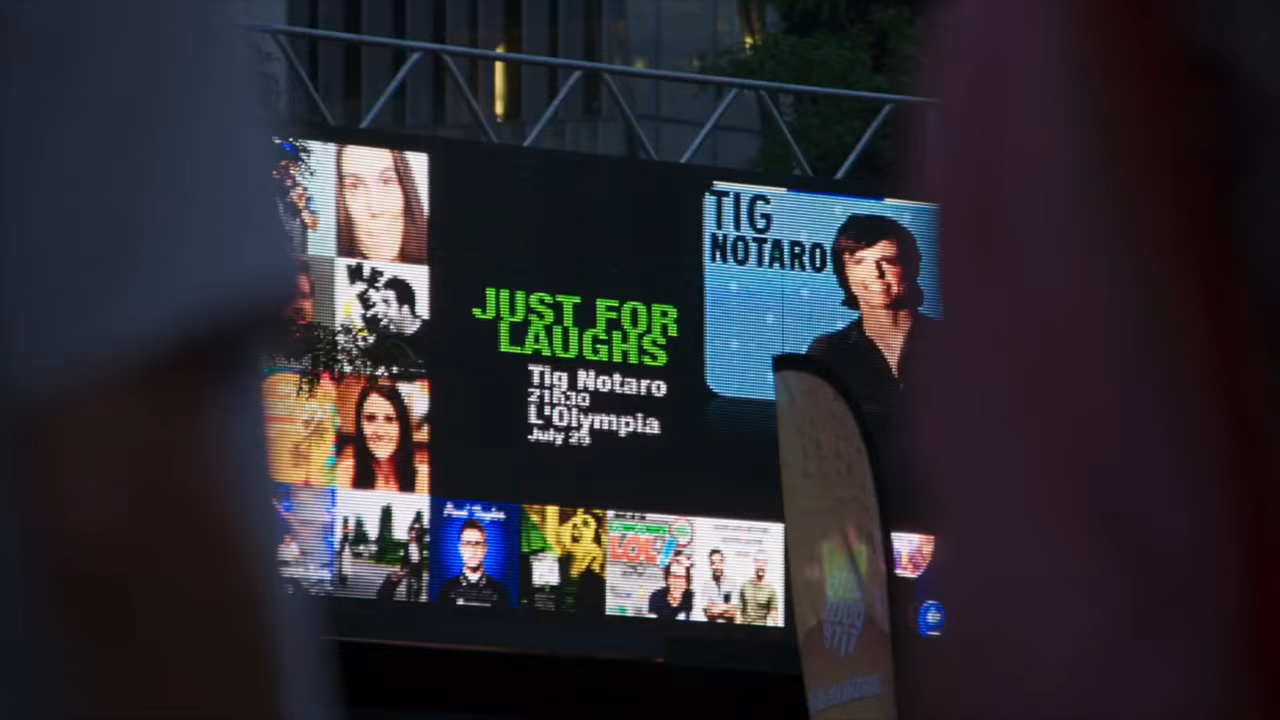 TIG
NOTARO
JUST FOR
LAUGHS
Tig Notaro
21h30
L'Olympia
July 25
LOL